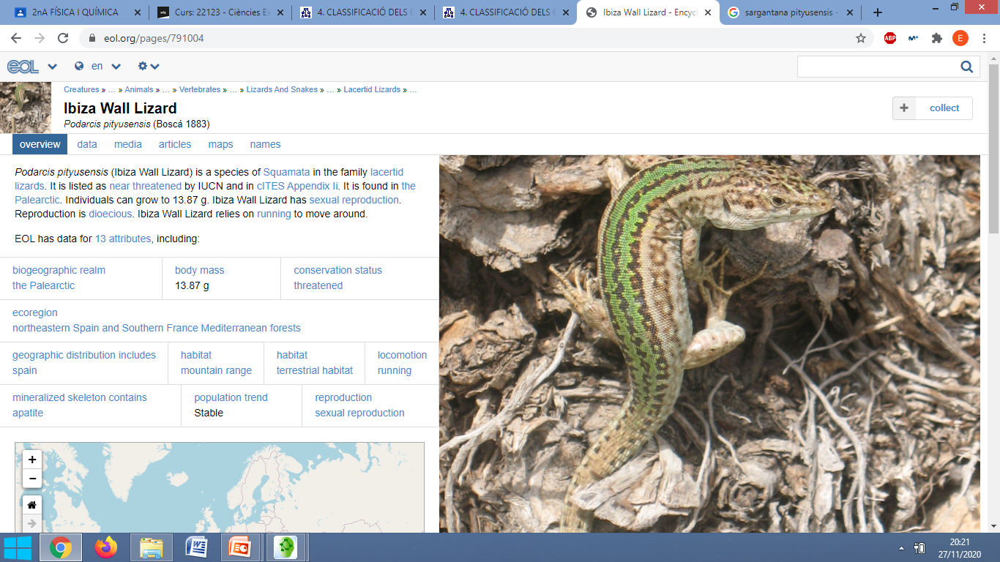 2nA FÍSICA I QUÍMICA
Curs: 22123 - Ciències Ex
4. CLASSIFICACIÓ DELS
4. CLASSIFICACIÓ DELS
Ibiza Wall Lizard - Encycl
sargantana pityusensis -
eol.org/pages/791004
ABP
M+
E
eol
en
Creatures » ... » Animals » ... » Vertebrates » ... » Lizards And Snakes » ... » Lacertid Lizards » ...
Ibiza Wall Lizard
Podarcis pityusensis (Boscá 1883)
+ collect
overview data media articles maps names
Podarcis pityusensis (Ibiza Wall Lizard) is a species of Squamata in the family lacertid
lizards. It is listed as near threatened by IUCN and in cITES Appendix Ii. It is found in the
Palearctic. Individuals can grow to 13.87 g. Ibiza Wall Lizard has sexual reproduction.
Reproduction is dioecious. Ibiza Wall Lizard relies on running to move around.
EOL has data for 13 attributes, including:
biogeographic realm body mass conservation status
the Palearctic 13.87 g threatened
ecoregion
northeastern Spain and Southern France Mediterranean forests
geographic distribution includes habitat habitat locomotion
spain mountain range terrestrial habitat running
mineralized skeleton contains population trend reproduction
apatite Stable sexual reproduction
+
−
20:21
27/11/2020